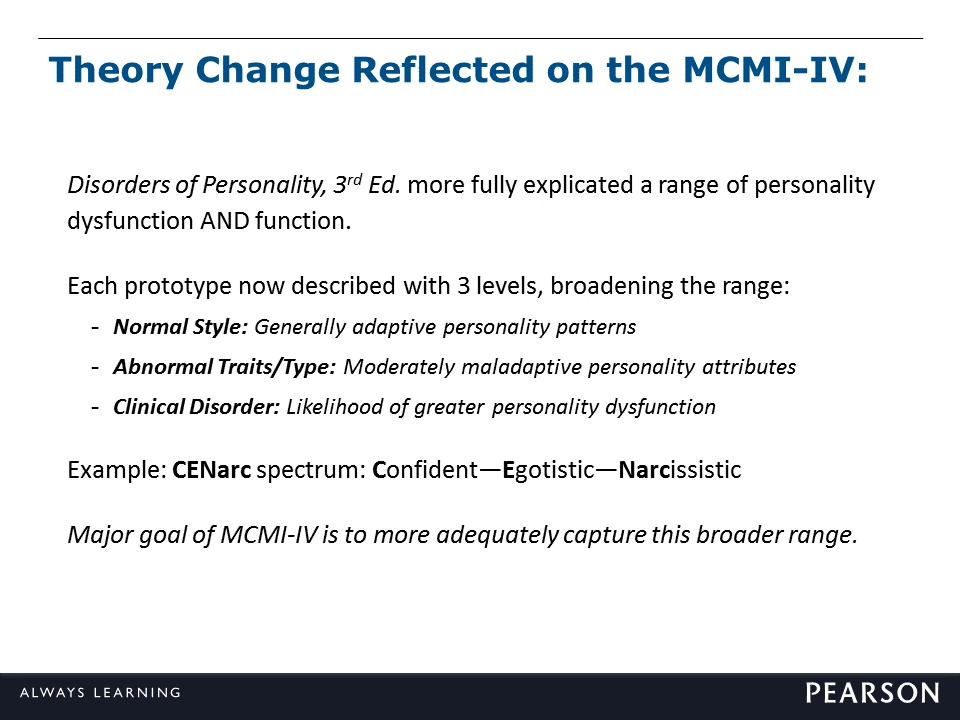 Theory Change Reflected on the MCMI-IV:
Disorders of Personality, 3rd Ed. more fully explicated a range of personality
dysfunction AND function.
Each prototype now described with 3 levels, broadening the range:
- Normal Style: Generally adaptive personality patterns
- Abnormal Traits/Type: Moderately maladaptive personality attributes
- Clinical Disorder: Likelihood of greater personality dysfunction
Example: CENarc spectrum: Confident—Egotistic—Narcissistic
Major goal of MCMI-IV is to more adequately capture this broader range.
ALWAYS LEARNING
PEARSON